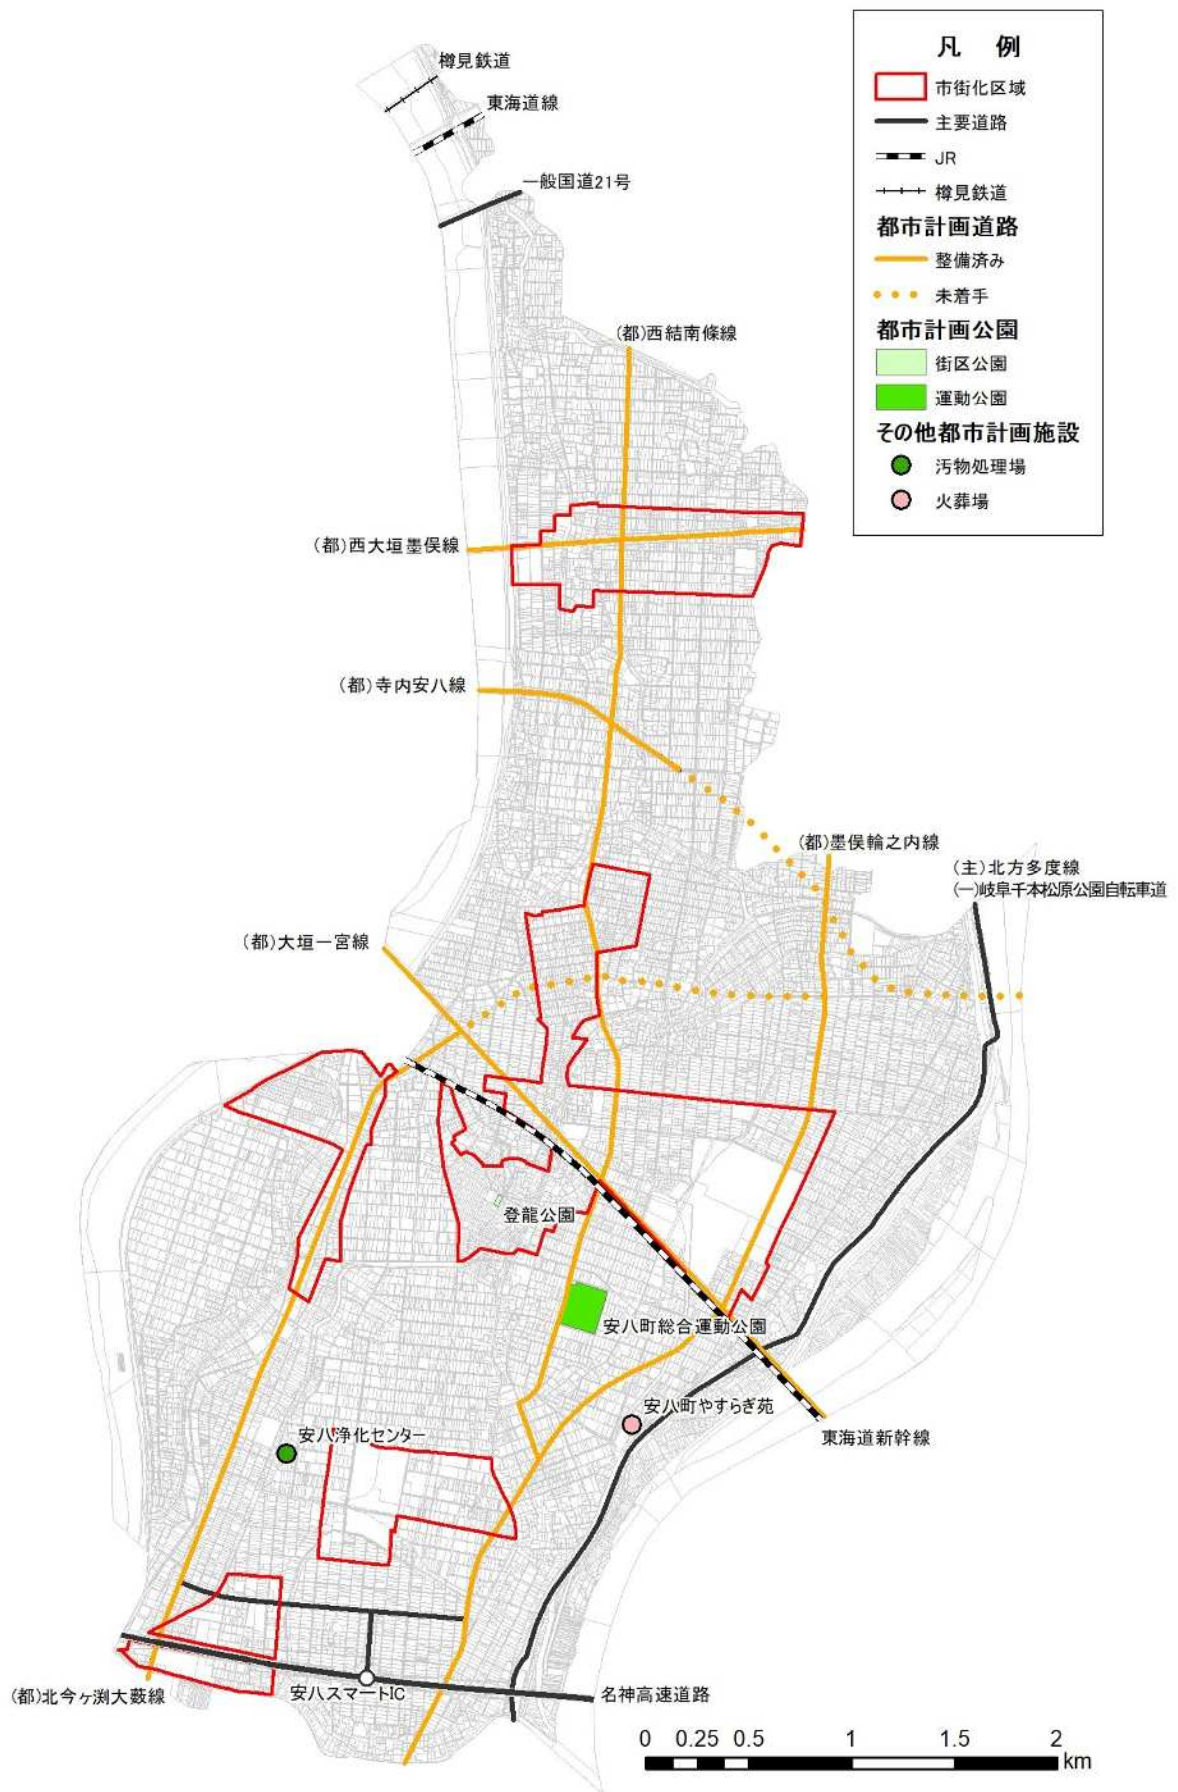 凡 例
市街化区域
主要道路
JR
樽見鉄道
都市計画道路
整備済み
未着手
都市計画公園
街区公園
運動公園
その他都市計画施設
汚物処理場
火葬場
樽見鉄道
東海道線
一般国道21号
(都)西結南條線
(都)西大垣墨俣線
(都)寺内安八線
(都)墨俣輪之内線
(主)北方多度線
(一)岐阜千本松原公園自転車道
(都)大垣一宮線
登龍公園
安八町総合運動公園
安八町やすらぎ苑
東海道新幹線
安八浄化センター
(都)北今ヶ渕大薮線
安八スマートIC
名神高速道路
0 0.25 0.5 1 1.5 2
km